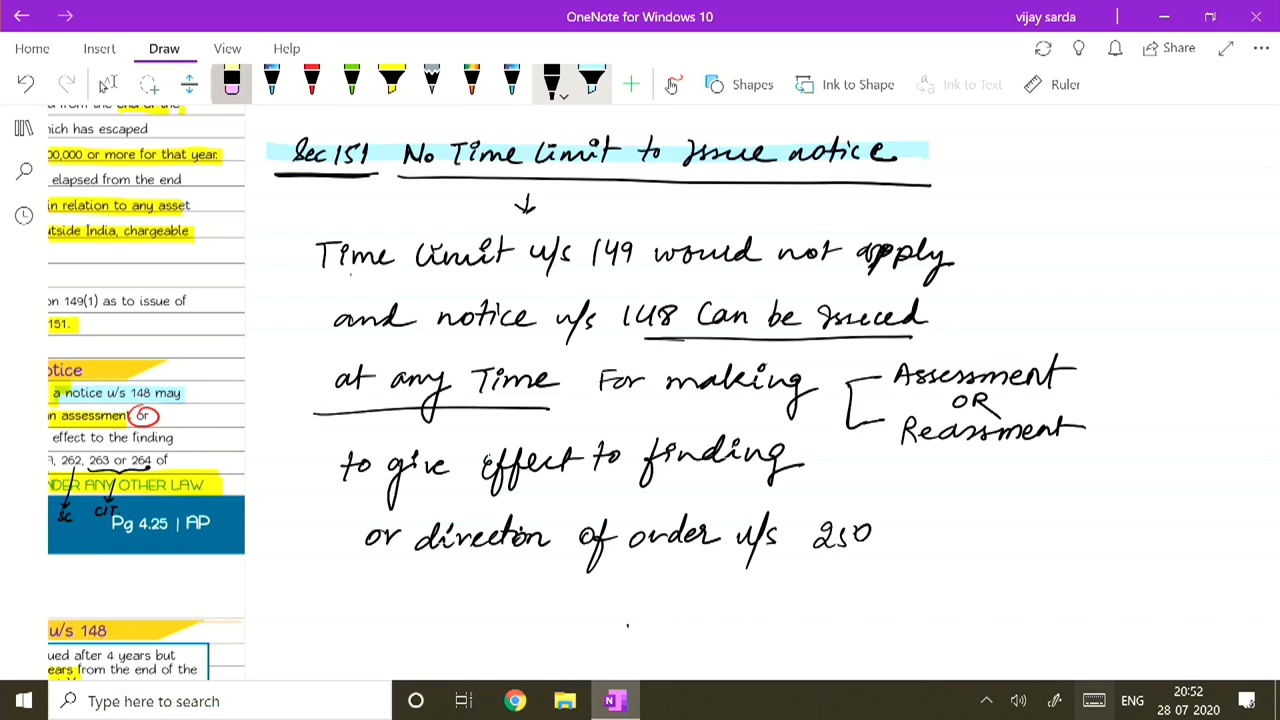 OneNote for Windows 10
vijay sarda
Home Insert Draw View Help
Share
Shapes
Ink to Shape
Ink to Text
Ruler
hich has escaped
00,000 or more for that year.
elapsed from the end
in relation to any asset
utside India, chargeable
on 149(1) as to issue of
151.
otice
a notice u/s 148 may
n assessment or
effect to the finding
, 262, 263 or 264 of
NDER ANY OTHER LAW.
SC CIT
Pg 4.25 | AP
u/s 148
ued after 4 years but
ears from the end of the
Sec 151 No Time Limit to Issue notice
Time limit u/s 149 would not apply
and notice u/s 148 Can be Issued
at any Time For making Assessment
OR
Reassment
to give effect to finding
or direction of order u/s 250
Type here to search
ENG
20:52
28 07 2020